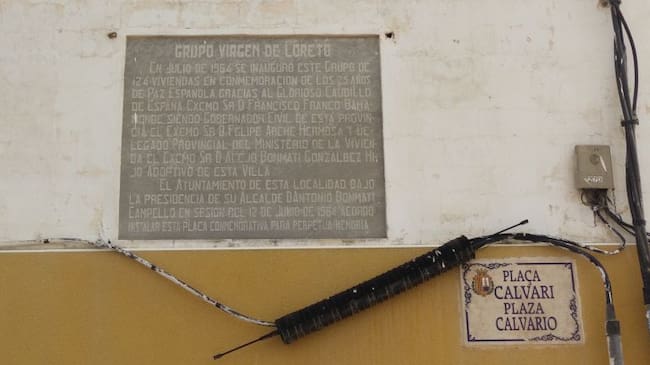 GRUPO VIRGEN DE LORETO
EN JULIO DE 1964 SE INAUGURO ESTE GRUPO DE
124 VIVIENDAS EN CONMEMORACION DE LOS 25 AÑOS
DE PAZ ESPAÑOLA GRACIAS AL GLORIOSO CAUDILLO
DE ESPAÑA EXCMO SR D FRANCISCO FRANCO BAHA
MONDE SIENDO GOBERNADOR CIVIL DE ESTA PROVIN
CIA EL EXCMO SR D FELIPE ARCHE HERMOSA Y DE
LEGADO PROVINCIAL DEL MINISTERIO DE LA VIVIEN
DA EL EXCMO SR D ALEJO BONMATI GONZALBEZ HI
JO ADOPTIVO DE ESTA VILLA
EL AYUNTAMIENTO DE ESTA LOCALIDAD BAJO
LA PRESIDENCIA DE SU ALCALDE D ANTONIO BONMATI
CAMPELLO EN SESION DEL 12 DE JUNIO DE 1964 ACORDO
INSTALAR ESTA PLACA CONMEMORATIVA PARA PERPETUA MEMORIA
PLAÇA
CALVARI
PLAZA
CALVARIO